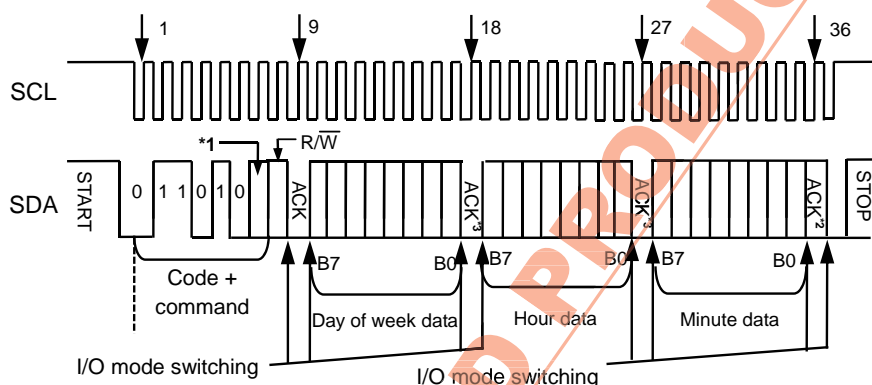 1 9 18 27 36
SCL
*1 R/W
SDA
START 0 1 1 0 1 0 ACK ACK*3 ACK*3 ACK*2 STOP
B7 B0 B7 B0 B7 B0
Code +
command
Day of week data Hour data Minute data
I/O mode switching I/O mode switching
D PRODUC